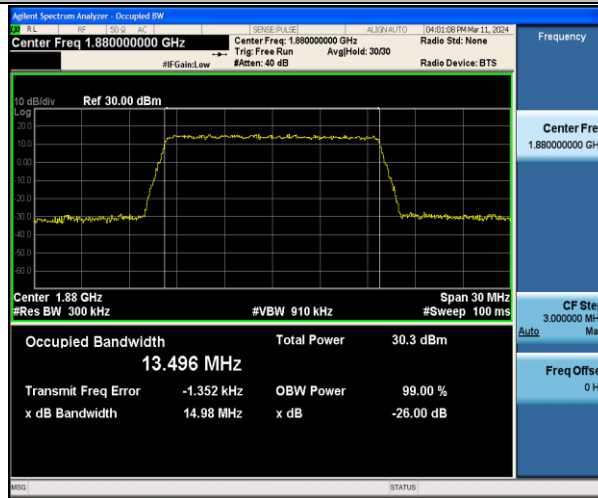 Agilent Spectrum Analyzer - Occupied BW
RL RF 50 Ω AC SENSE:PULSE ALIGN AUTO 04:01:08 PM Mar 11, 2024
Center Freq 1.880000000 GHz Center Freq: 1.880000000 GHz Radio Std: None
Trig: Free Run Avg|Hold: 30/30
#IFGain:Low #Atten: 40 dB Radio Device: BTS
Frequency
10 dB/div Ref 30.00 dBm
Log
20.0
10.0
0.00
-10.0
-20.0
-30.0
-40.0
-50.0
-60.0
Center Fre
1.880000000 GH
Center 1.88 GHz Span 30 MHz
#Res BW 300 kHz #VBW 910 kHz #Sweep 100 ms
CF Ste
3.000000 MH
Auto Ma
Occupied Bandwidth Total Power 30.3 dBm
13.496 MHz
Transmit Freq Error -1.352 kHz OBW Power 99.00 %
x dB Bandwidth 14.98 MHz x dB -26.00 dB
Freq Offse
0 H
MSG STATUS